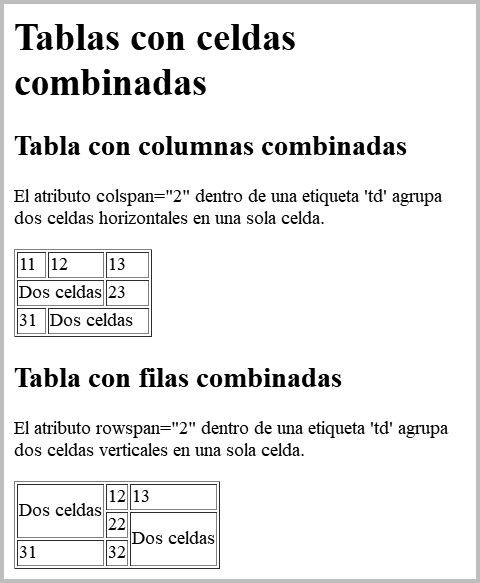 Tablas con celdas
combinadas
Tabla con columnas combinadas
El atributo colspan="2" dentro de una etiqueta 'td' agrupa
dos celdas horizontales en una sola celda.
11 12 13
Dos celdas 23
31 Dos celdas
Tabla con filas combinadas
El atributo rowspan="2" dentro de una etiqueta 'td' agrupa
dos celdas verticales en una sola celda.
Dos celdas 12 13
22 Dos celdas
31 32